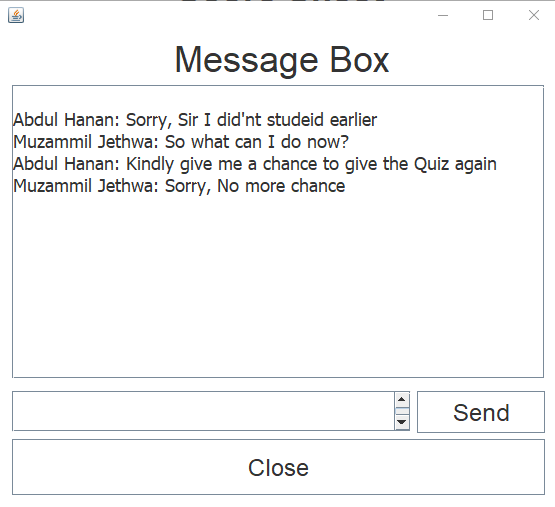 Message Box
Abdul Hanan: Sorry, Sir I did'nt studeid earlier
Muzammil Jethwa: So what can I do now?
Abdul Hanan: Kindly give me a chance to give the Quiz again
Muzammil Jethwa: Sorry, No more chance
Send
Close